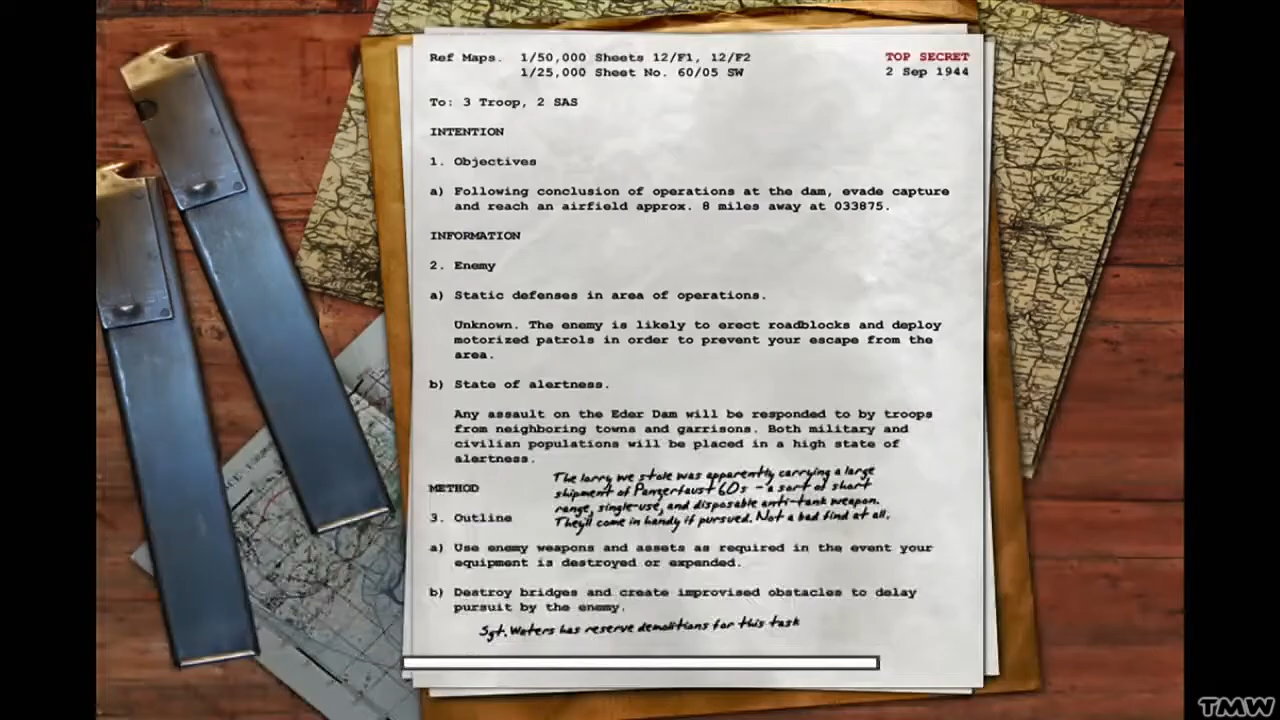 Ref Maps. 1/50,000 Sheets 12/F1, 12/F2
TOP SECRET
1/25,000 Sheet No. 60/05 SW
2 Sep 1944
To: 3 Troop, 2 SAS
INTENTION
1. Objectives
a) Following conclusion of operations at the dam, evade capture
and reach an airfield approx. 8 miles away at 033875.
INFORMATION
2. Enemy
a) Static defenses in area of operations.
Unknown. The enemy is likely to erect roadblocks and deploy
motorized patrols in order to prevent your escape from the
area.
b) State of alertness.
Any assault on the Eder Dam will be responded to by troops
from neighboring towns and garrisons. Both military and
civilian populations will be placed in a high state of
alertness.
The lorry we stole was apparently carrying a large
shipment of Panzerfaust 60s - a sort of short
range, single-use, and disposable anti-tank weapon.
They'll come in handy if pursued. Not a bad find at all.
METHOD
3. Outline
a) Use enemy weapons and assets as required in the event your
equipment is destroyed or expended.
b) Destroy bridges and create improvised obstacles to delay
pursuit by the enemy.
Sgt. Waters has reserve demolitions for this task
TMW